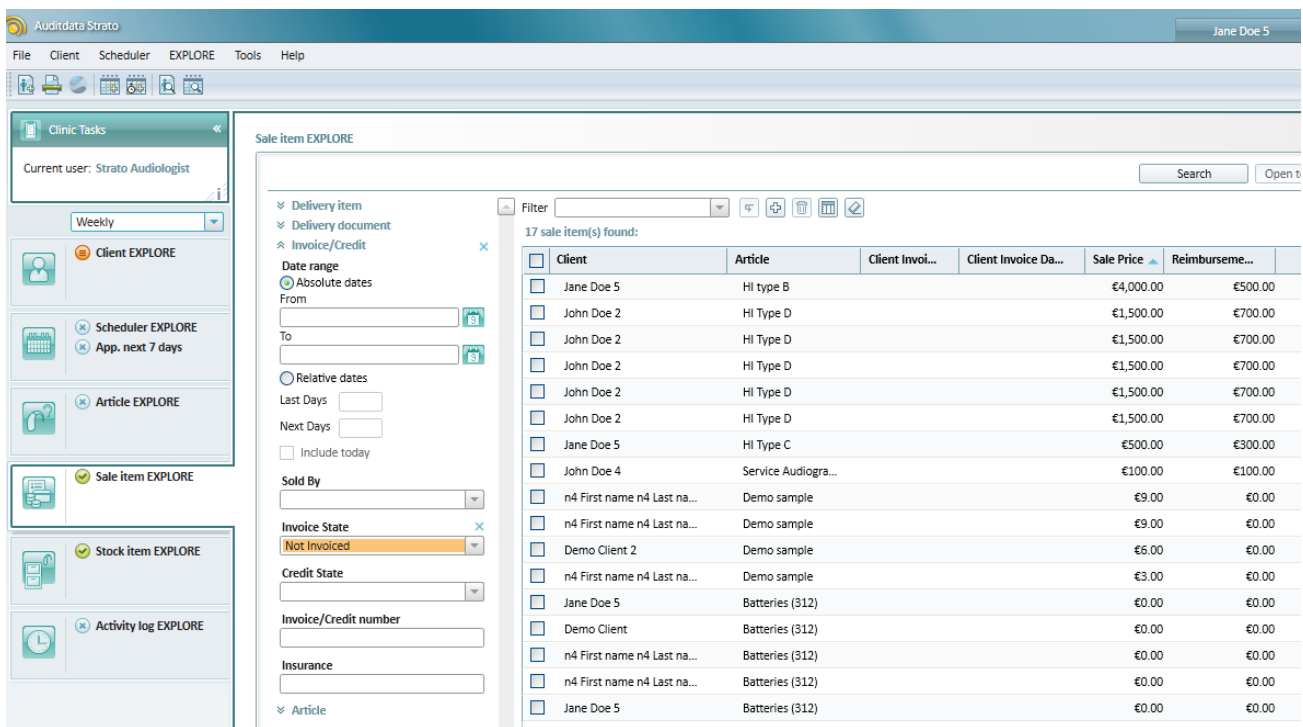 Auditdata Strato
Jane Doe 5
File Client Scheduler EXPLORE Tools Help
Clinic Tasks «
Current user: Strato Audiologist
i
Weekly
Client EXPLORE
Scheduler EXPLORE
App. next 7 days
Article EXPLORE
Sale item EXPLORE
Stock item EXPLORE
Activity log EXPLORE
Sale item EXPLORE
Search Open t
Delivery item
Delivery document
Invoice/Credit
Date range
Absolute dates
From
9
To
9
Relative dates
Last Days
Next Days
Include today
Sold By
Invoice State
Not Invoiced
Credit State
Invoice/Credit number
Insurance
Article
Filter
17 sale item(s) found:
Client Article Client Invoi... Client Invoice Da... Sale Price Reimburseme...
Jane Doe 5 HI type B €4,000.00 €500.00
John Doe 2 HI Type D €1,500.00 €700.00
John Doe 2 HI Type D €1,500.00 €700.00
John Doe 2 HI Type D €1,500.00 €700.00
John Doe 2 HI Type D €1,500.00 €700.00
John Doe 2 HI Type D €1,500.00 €700.00
Jane Doe 5 HI Type C €500.00 €300.00
John Doe 4 Service Audiogra... €100.00 €100.00
n4 First name n4 Last na... Demo sample €9.00 €0.00
n4 First name n4 Last na... Demo sample €9.00 €0.00
Demo Client 2 Demo sample €6.00 €0.00
n4 First name n4 Last na... Demo sample €3.00 €0.00
Jane Doe 5 Batteries (312) €0.00 €0.00
Demo Client Batteries (312) €0.00 €0.00
n4 First name n4 Last na... Batteries (312) €0.00 €0.00
n4 First name n4 Last na... Batteries (312) €0.00 €0.00
Jane Doe 5 Batteries (312) €0.00 €0.00